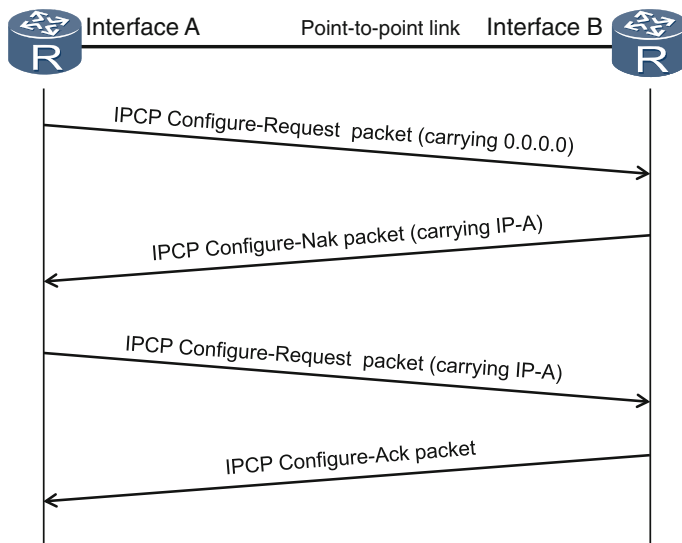 Interface A Point-to-point link Interface B
R R
IPCP Configure-Request packet (carrying 0.0.0.0)
IPCP Configure-Nak packet (carrying IP-A)
IPCP Configure-Request packet (carrying IP-A)
IPCP Configure-Ack packet